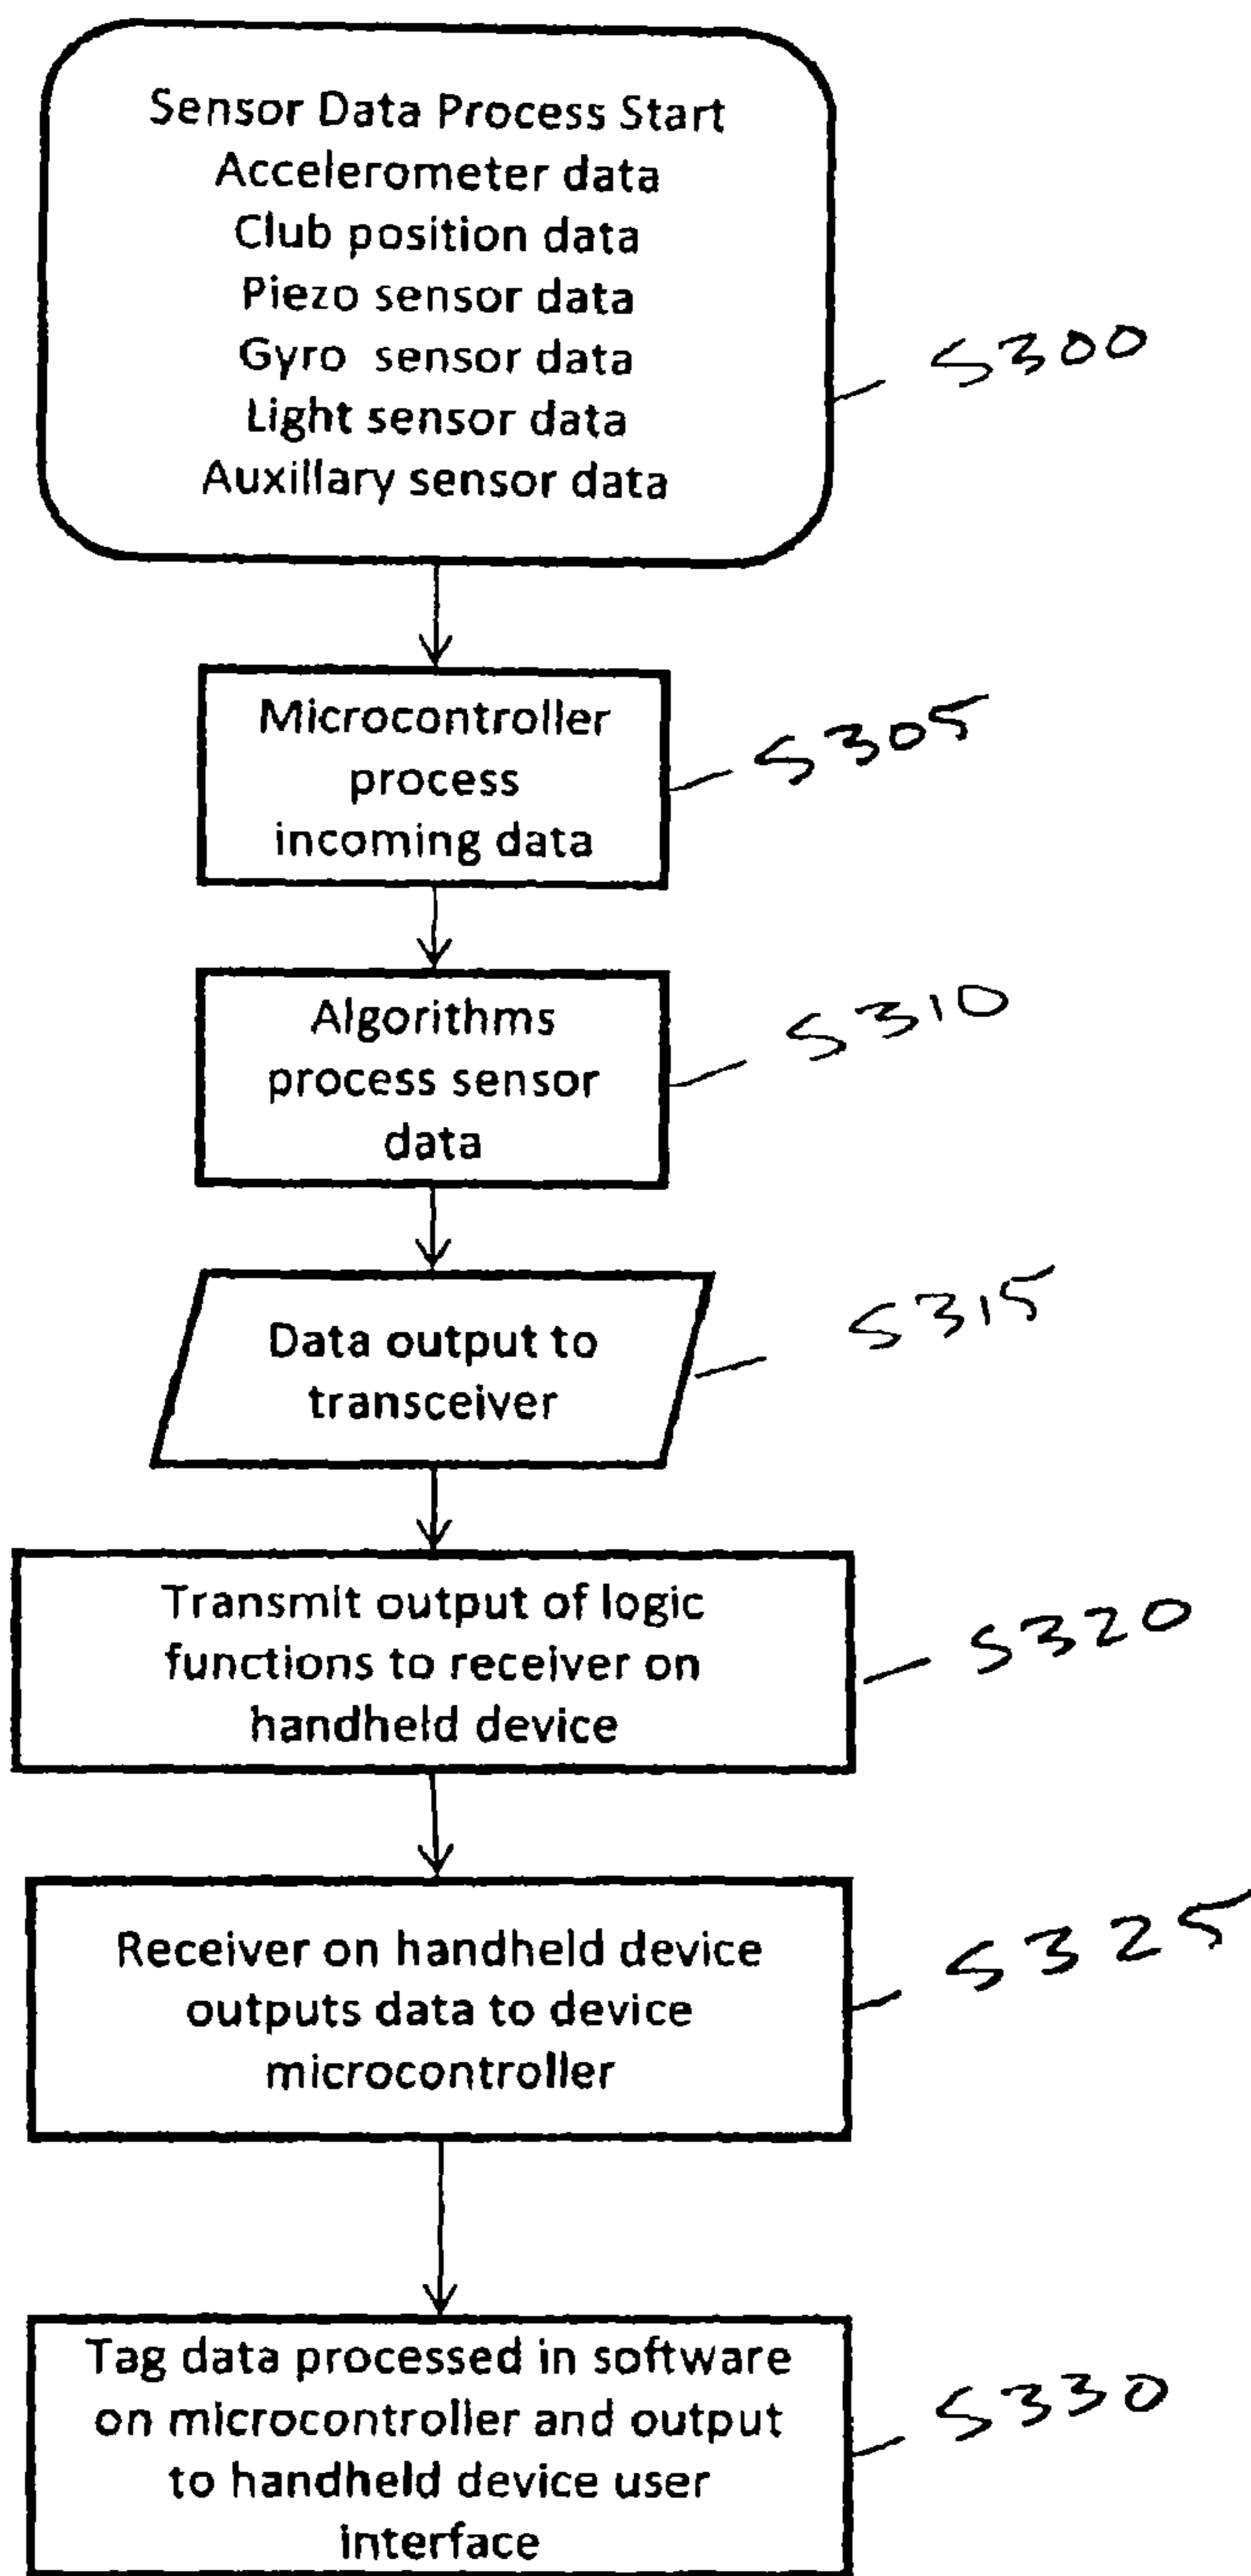 Sensor Data Process Start
Accelerometer data
Club position data
Piezo sensor data
Gyro sensor data
Light sensor data
Auxillary sensor data
S300
Microcontroller
process
incoming data
S305
Algorithms
process sensor
data
S310
Data output to
transceiver
S315
Transmit output of logic
functions to receiver on
handheld device
S320
Receiver on handheld device
outputs data to device
microcontroller
S325
Tag data processed in software
on microcontroller and output
to handheld device user
interface
S330